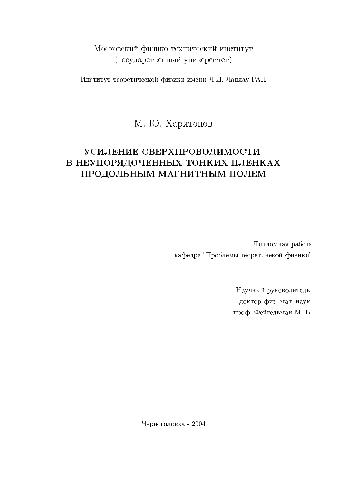 Московский физико-технический институт
(государственный университет)
Институт теоретической физики имени Л.Д. Ландау РАН
М. Ю. Харитонов
УСИЛЕНИЕ СВЕРХПРОВОДИМОСТИ
В НЕУПОРЯДОЧЕННЫХ ТОНКИХ ПЛЕНКАХ
ПРОДОЛЬНЫМ МАГНИТНЫМ ПОЛЕМ
Дипломная работа
кафедра "Проблемы теоретической физики"
Научный руководитель
доктор физ.-мат. наук
проф. Фейгельман М. В.
Черноголовка - 2004